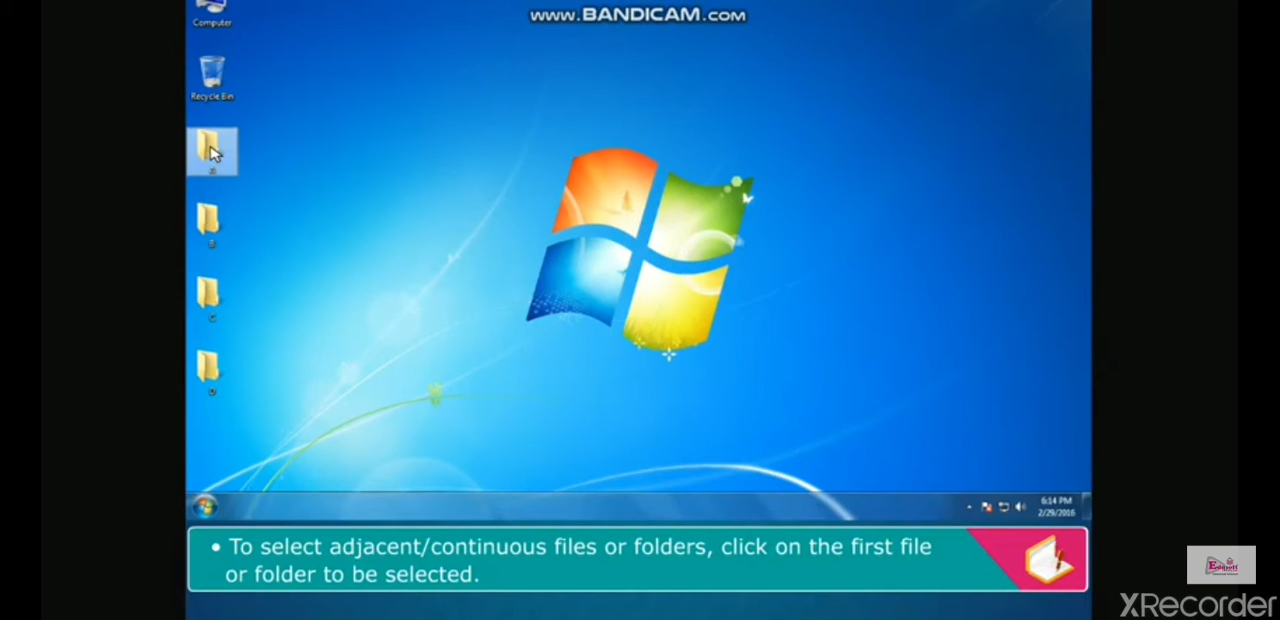 Computer
www.BANDICAM.com
Recycle Bin
B
C
D
6:14 PM
2/29/2016
• To select adjacent/continuous files or folders, click on the first file
or folder to be selected.
XRecorder